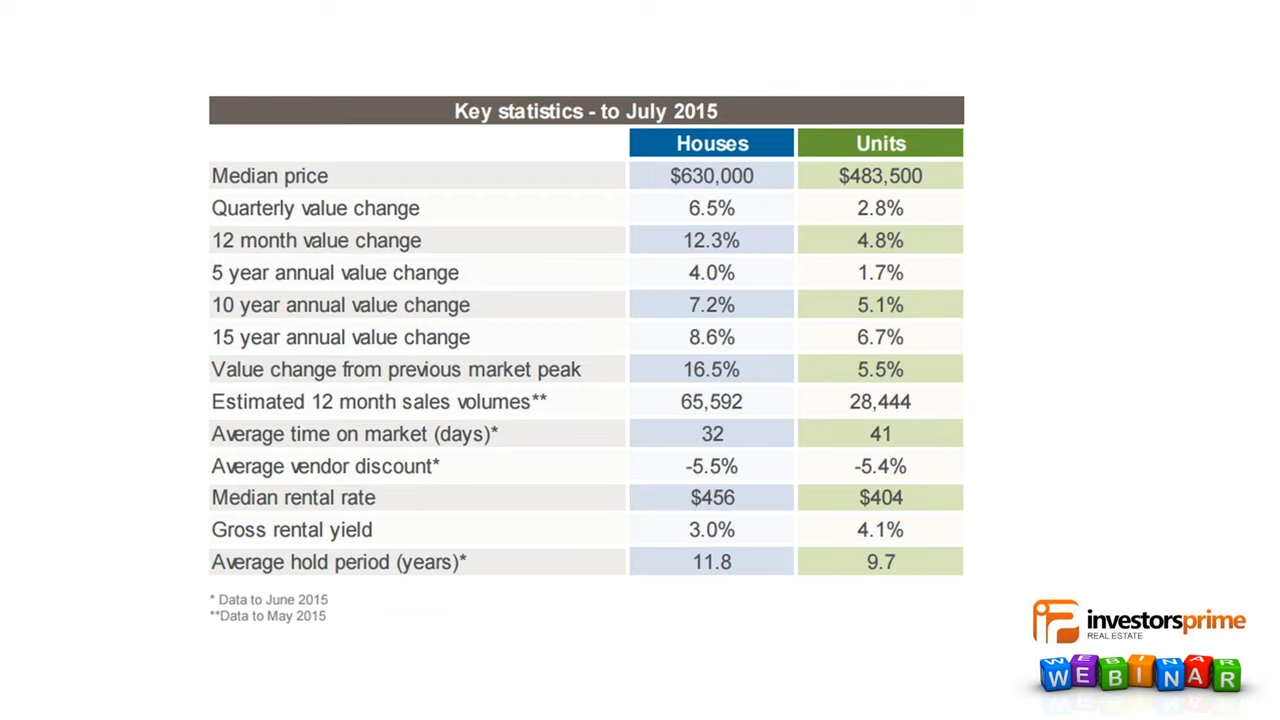 Key statistics - to July 2015
Houses Units
Median price $630,000 $483,500
Quarterly value change 6.5% 2.8%
12 month value change 12.3% 4.8%
5 year annual value change 4.0% 1.7%
10 year annual value change 7.2% 5.1%
15 year annual value change 8.6% 6.7%
Value change from previous market peak 16.5% 5.5%
Estimated 12 month sales volumes** 65,592 28,444
Average time on market (days)* 32 41
Average vendor discount* -5.5% -5.4%
Median rental rate $456 $404
Gross rental yield 3.0% 4.1%
Average hold period (years)* 11.8 9.7
* Data to June 2015
**Data to May 2015
investorsprime
REAL ESTATE
WEBINAR